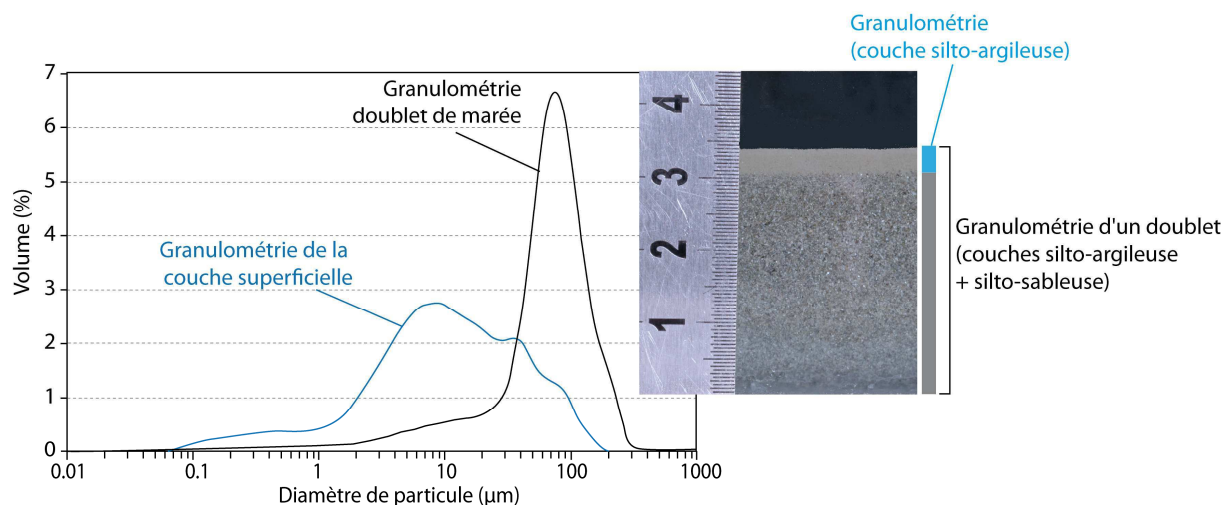 Granulométrie
(couche silto-argileuse)
7
6
5
4
3
2
1
0
Volume (%)
Granulométrie
doublet de marée
Granulométrie de la
couche superficielle
0.01
0.1
1
10
100
1000
Diamètre de particule (µm)
4
3
2
1
Granulométrie d'un doublet
(couches silto-argileuse
+ silto-sableuse)